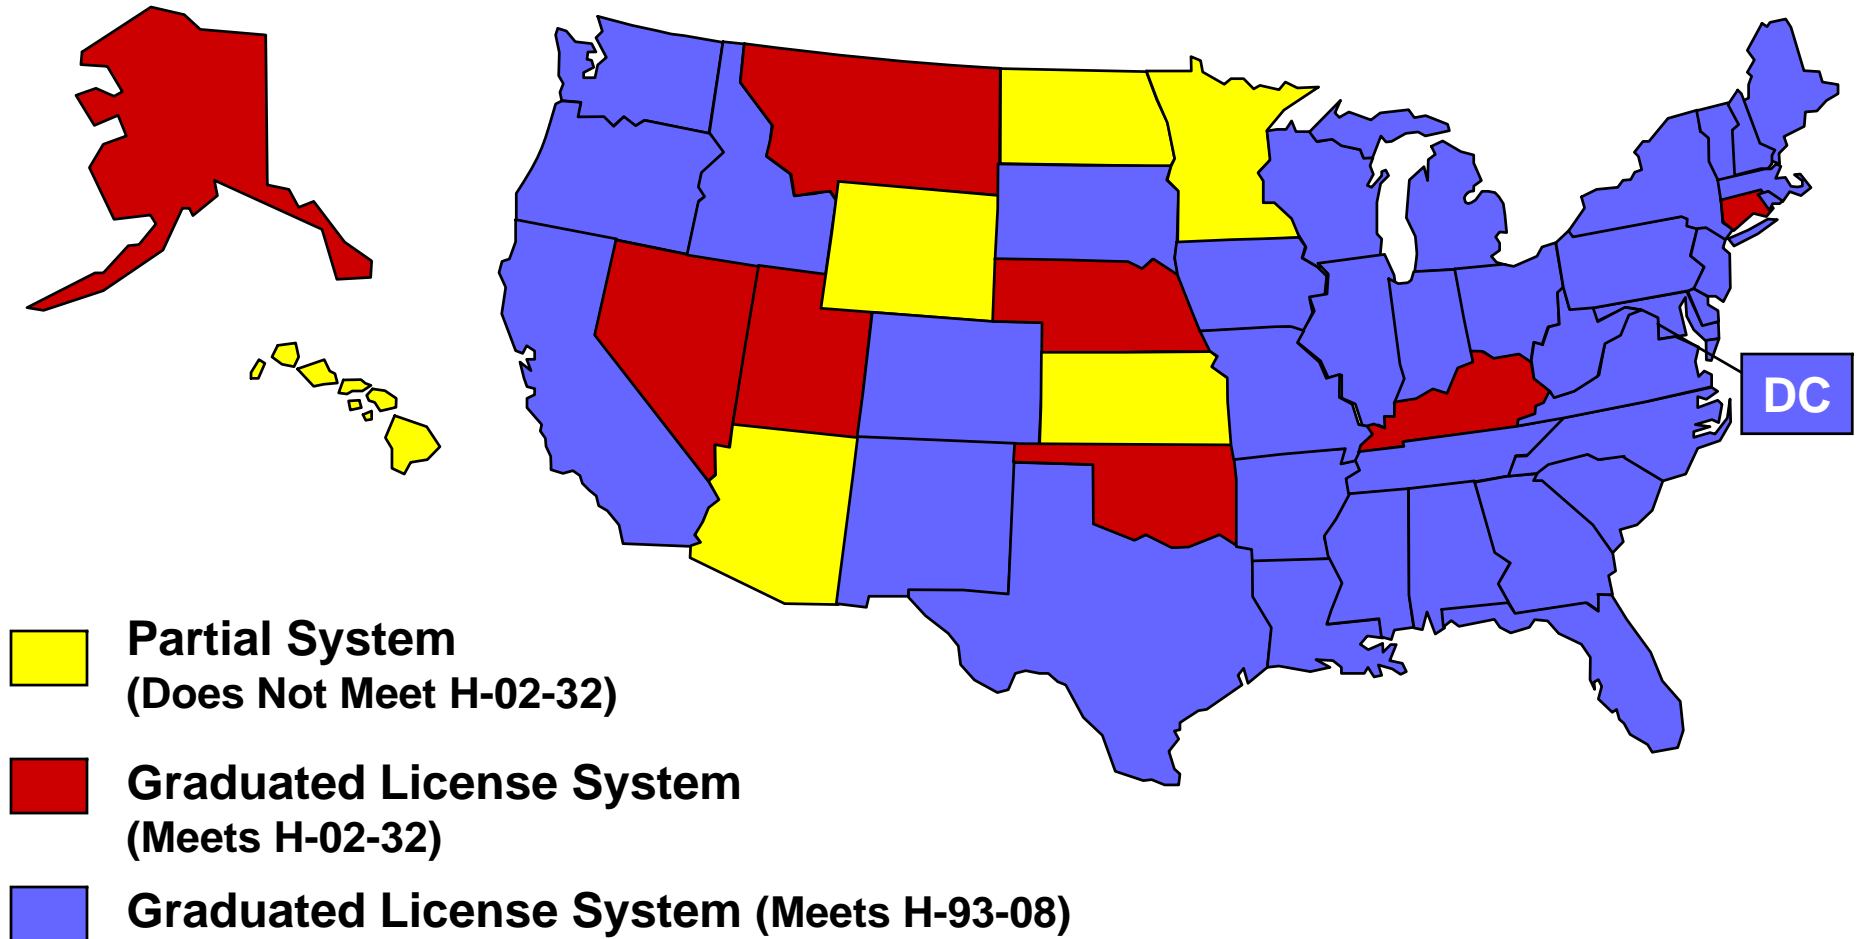 DC
Partial System
(Does Not Meet H-02-32)
Graduated License System
(Meets H-02-32)
Graduated License System (Meets H-93-08)